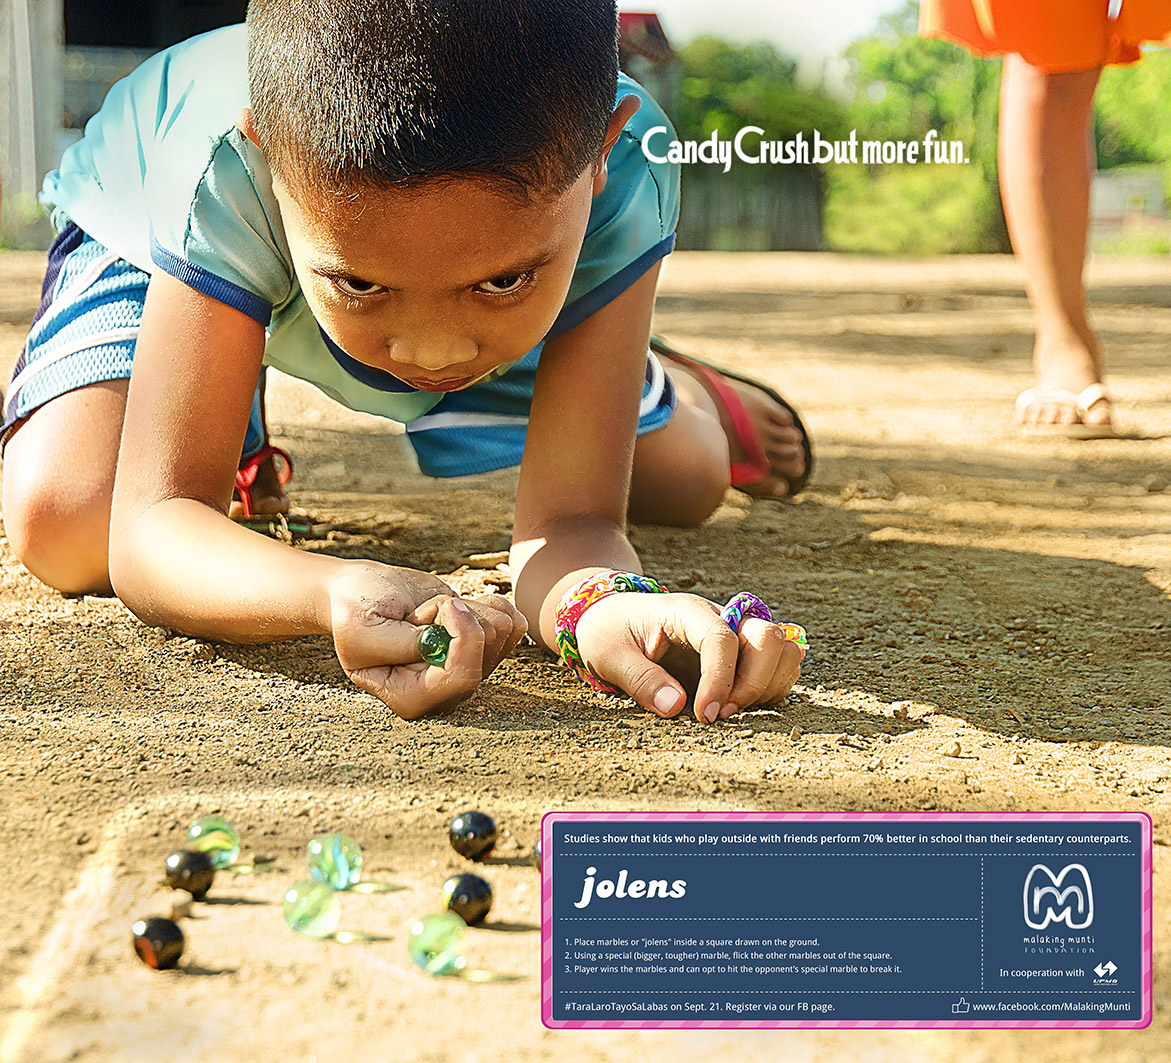 Candy Crush but more fun.
Studies show that kids who play outside with friends perform 70% better in school than their sedentary counterparts.
jolens
1. Place marbles or "jolens" inside a square drawn on the ground.
2. Using a special (bigger, tougher) marble, flick the other marbles out of the square.
3. Player wins the marbles and can opt to hit the opponent's special marble to break it.
malaking munti
FOUNDATION
In cooperation with
UPMG
#TaraLaroTayoSaLabas on Sept. 21. Register via our FB page.
www.facebook.com/MalakingMunti